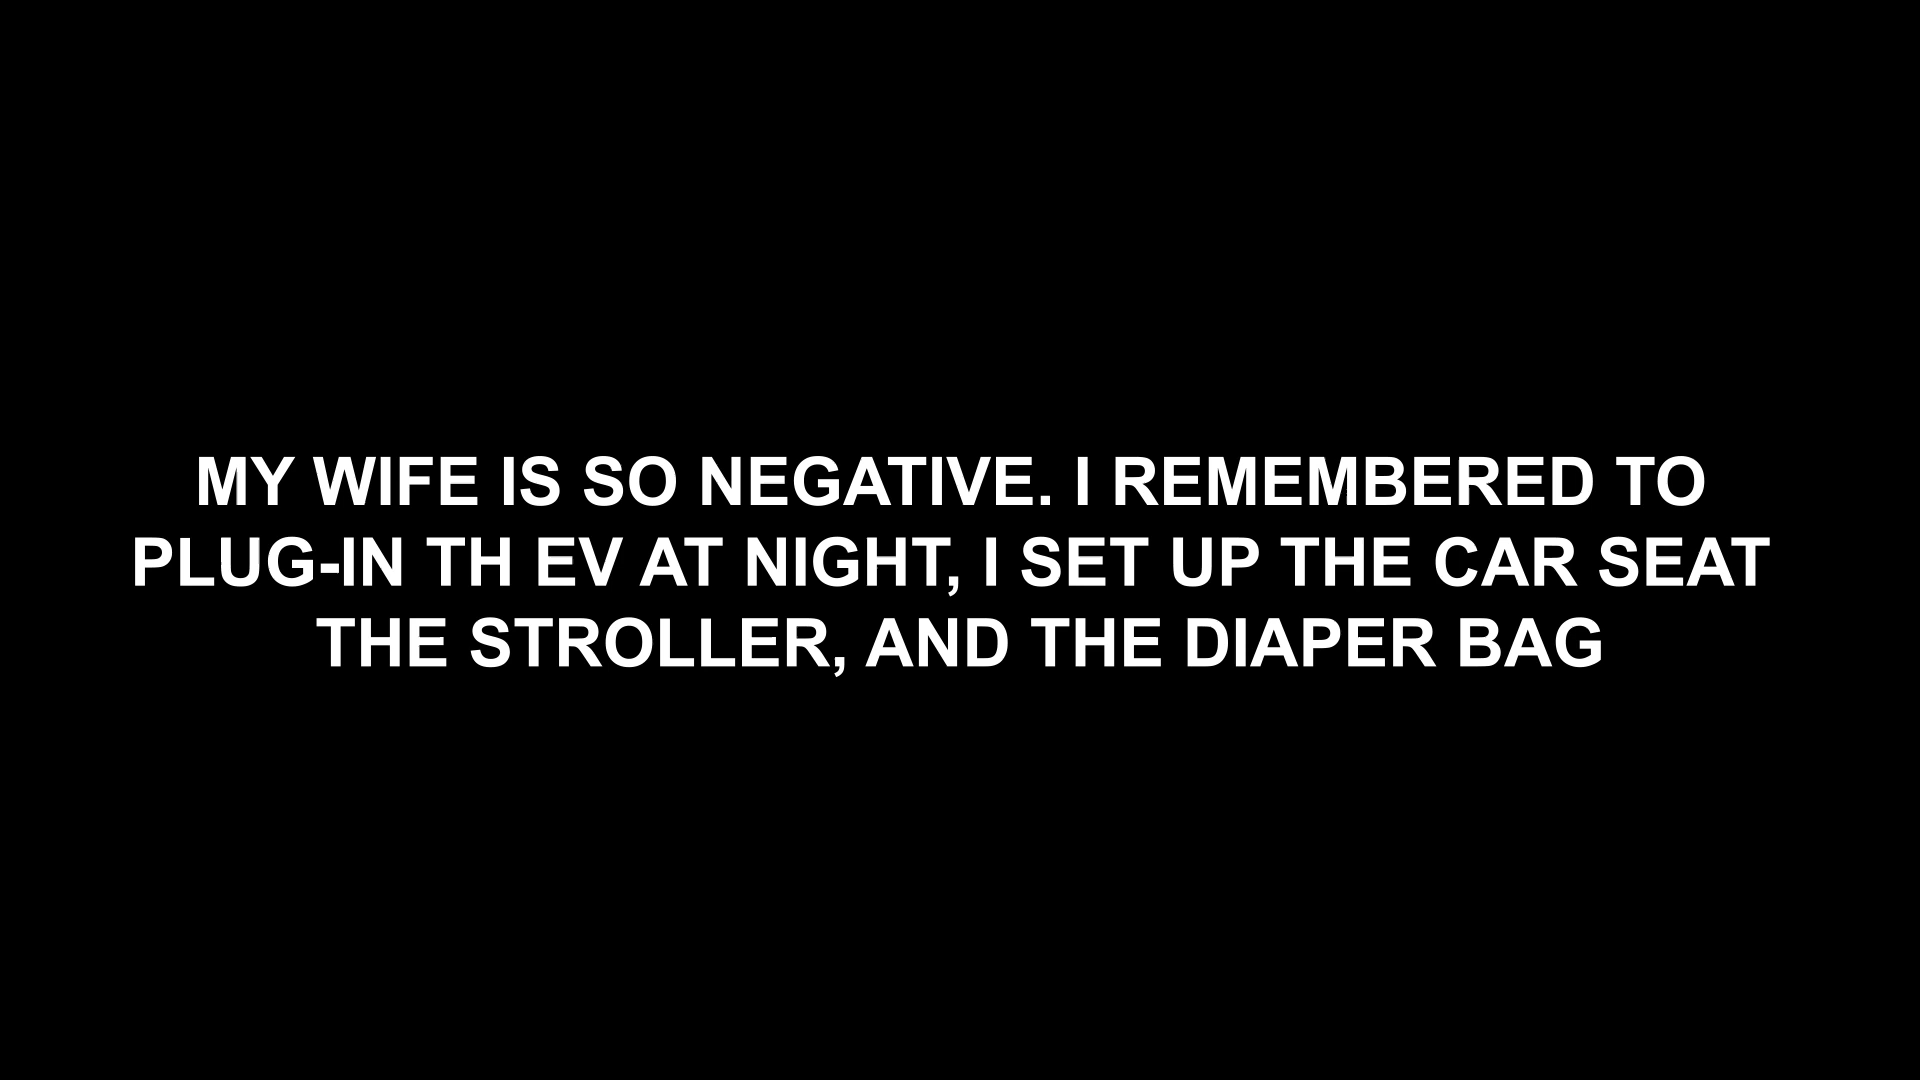 MY WIFE IS SO NEGATIVE. I REMEMBERED TO
PLUG-IN TH EV AT NIGHT, I SET UP THE CAR SEAT
THE STROLLER, AND THE DIAPER BAG